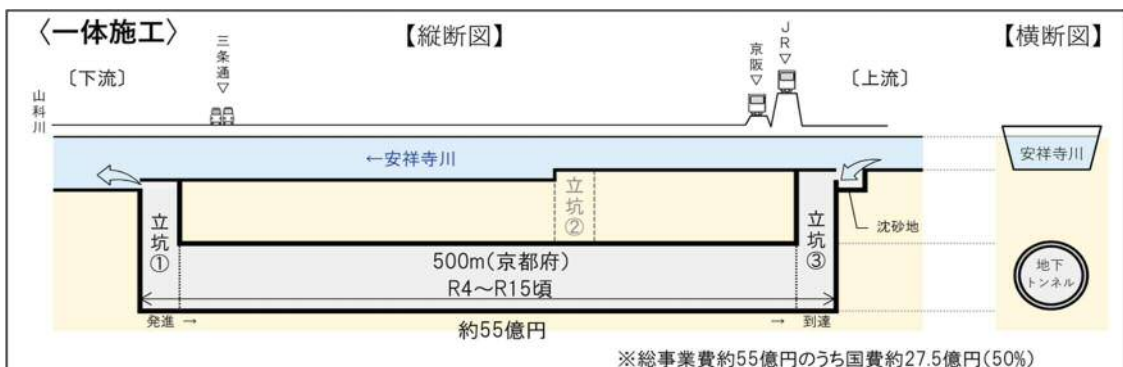 〈一体施工〉
【縦断図】
【横断図】
三条通▽
京阪▽
JR▽
〔下流〕
〔上流〕
山科川
←安祥寺川
安祥寺川
立坑①
立坑②
立坑③
沈砂地
500m(京都府)
R4～R15頃
地下
トンネル
発進 →
約55億円
→ 到達
※総事業費約55億円のうち国費約27.5億円(50%)